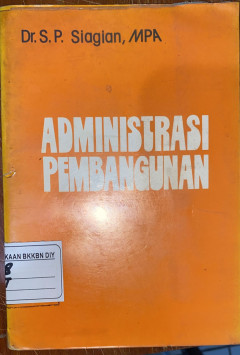 Dr. S. P. Siagian, MPA
ADMINISTRASI
PEMBANGUNAN
KAAN BKKBN DIY